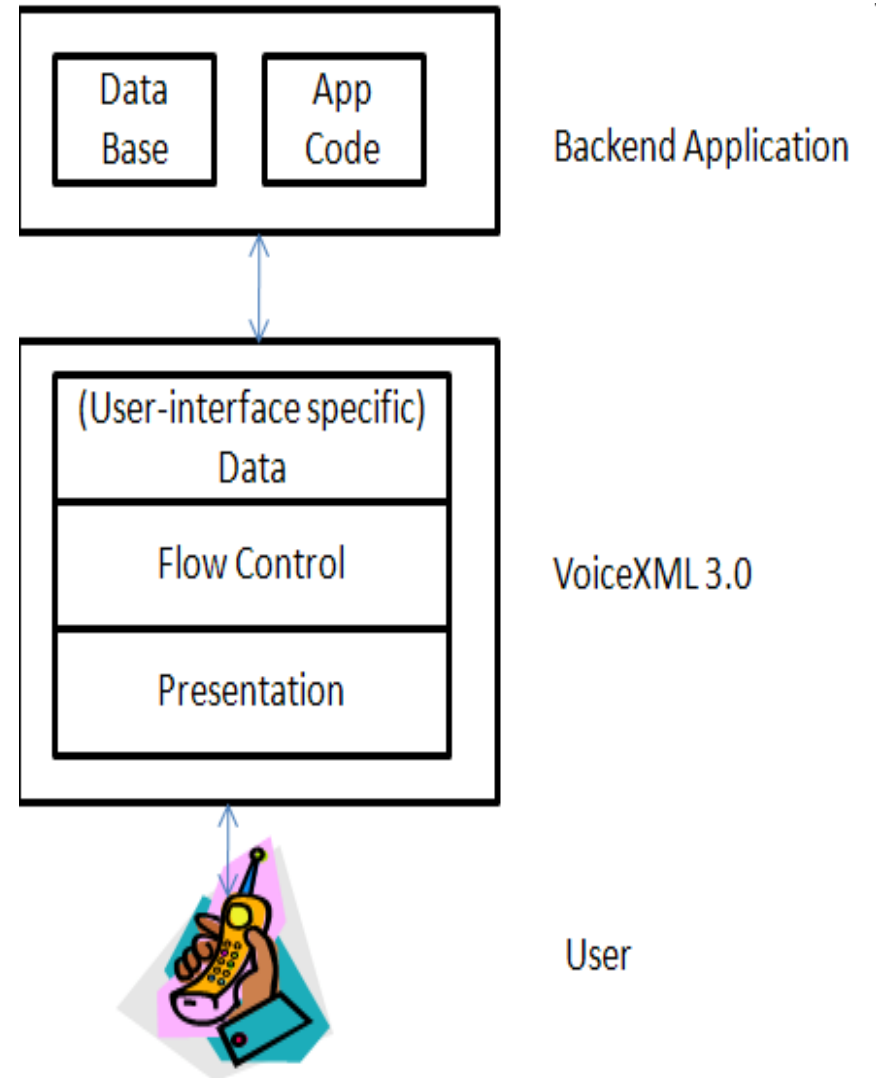 Data
Base
App
Code
Backend Application
(User-interface specific)
Data
Flow Control
VoiceXML 3.0
Presentation
User